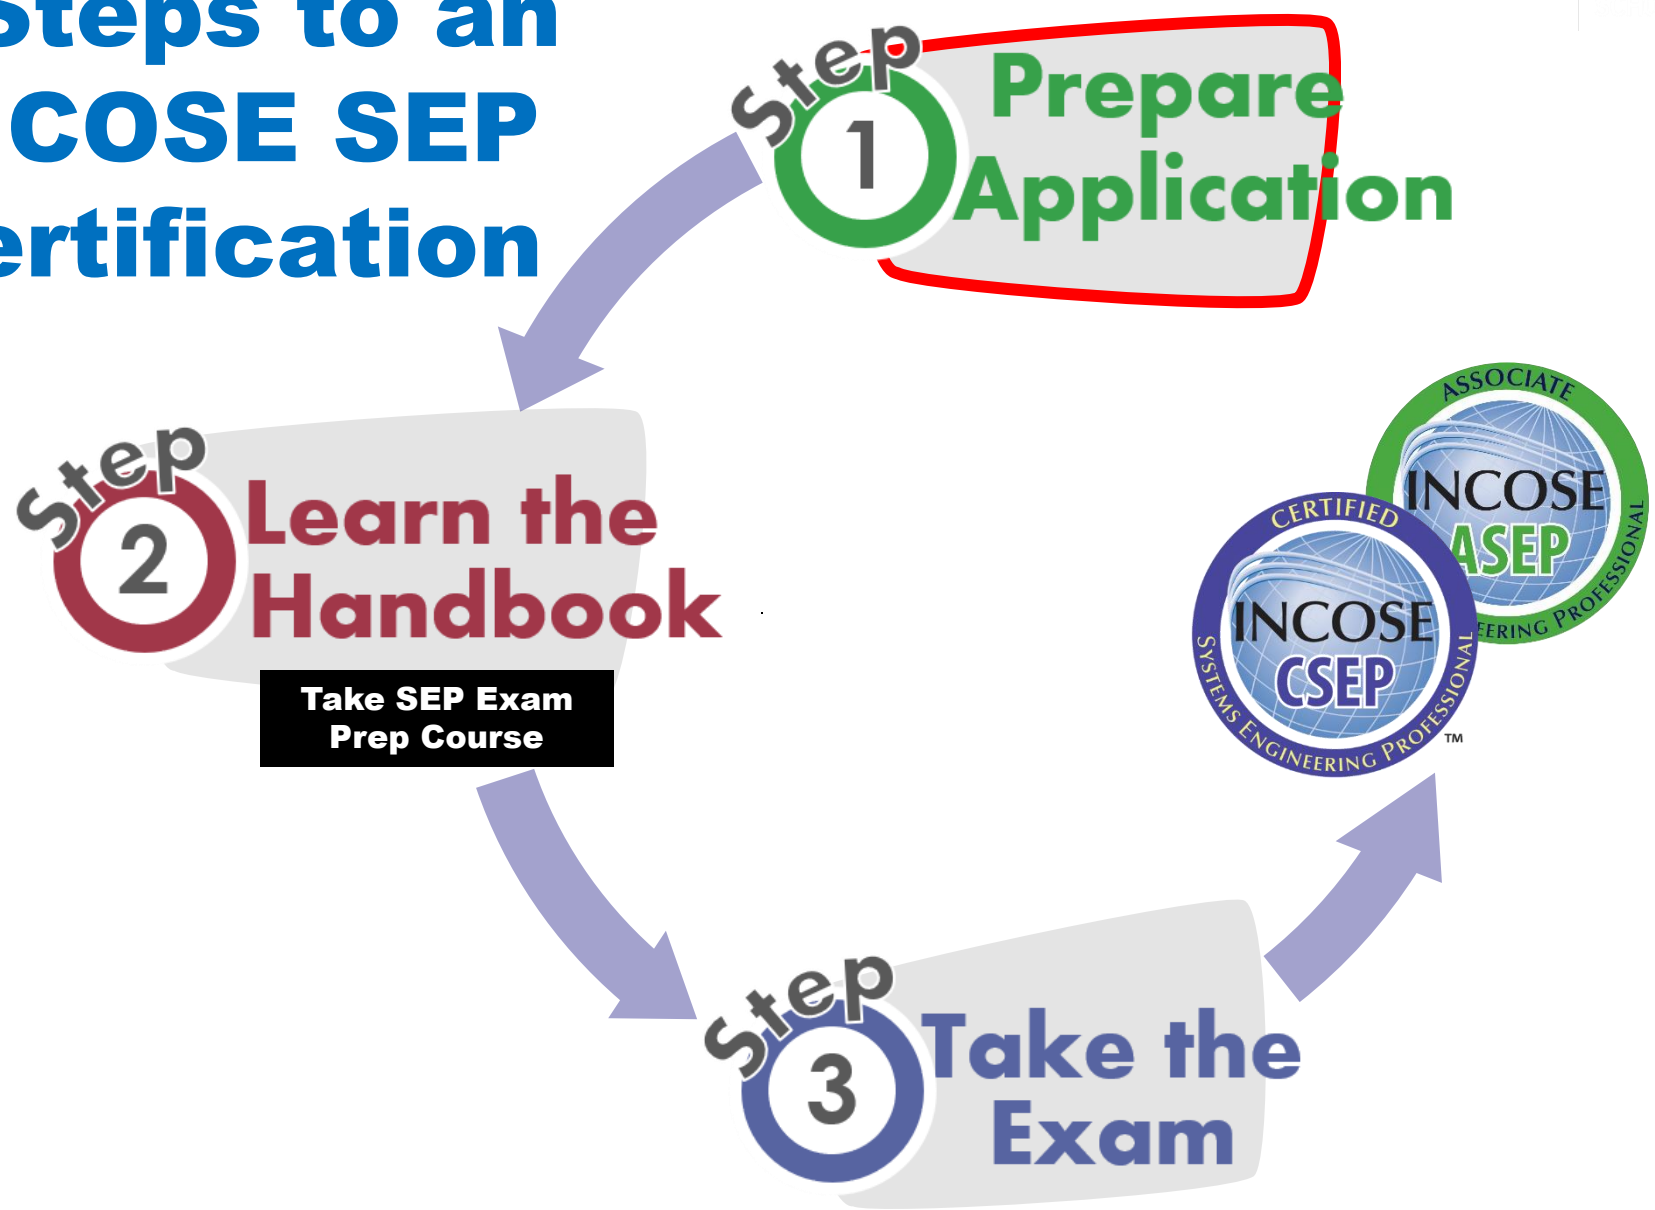 Steps to an
COSE SEP
ertification
Step
1
Prepare
Application
Step
2
Learn the
Handbook
Take SEP Exam
Prep Course
ASSOCIATE
INCOSE
ASEP
EERING PROFESSIONAL
CERTIFIED
INCOSE
CSEP
SYSTEMS ENGINEERING PROFESSIONAL
TM
Step
3
Take the
Exam